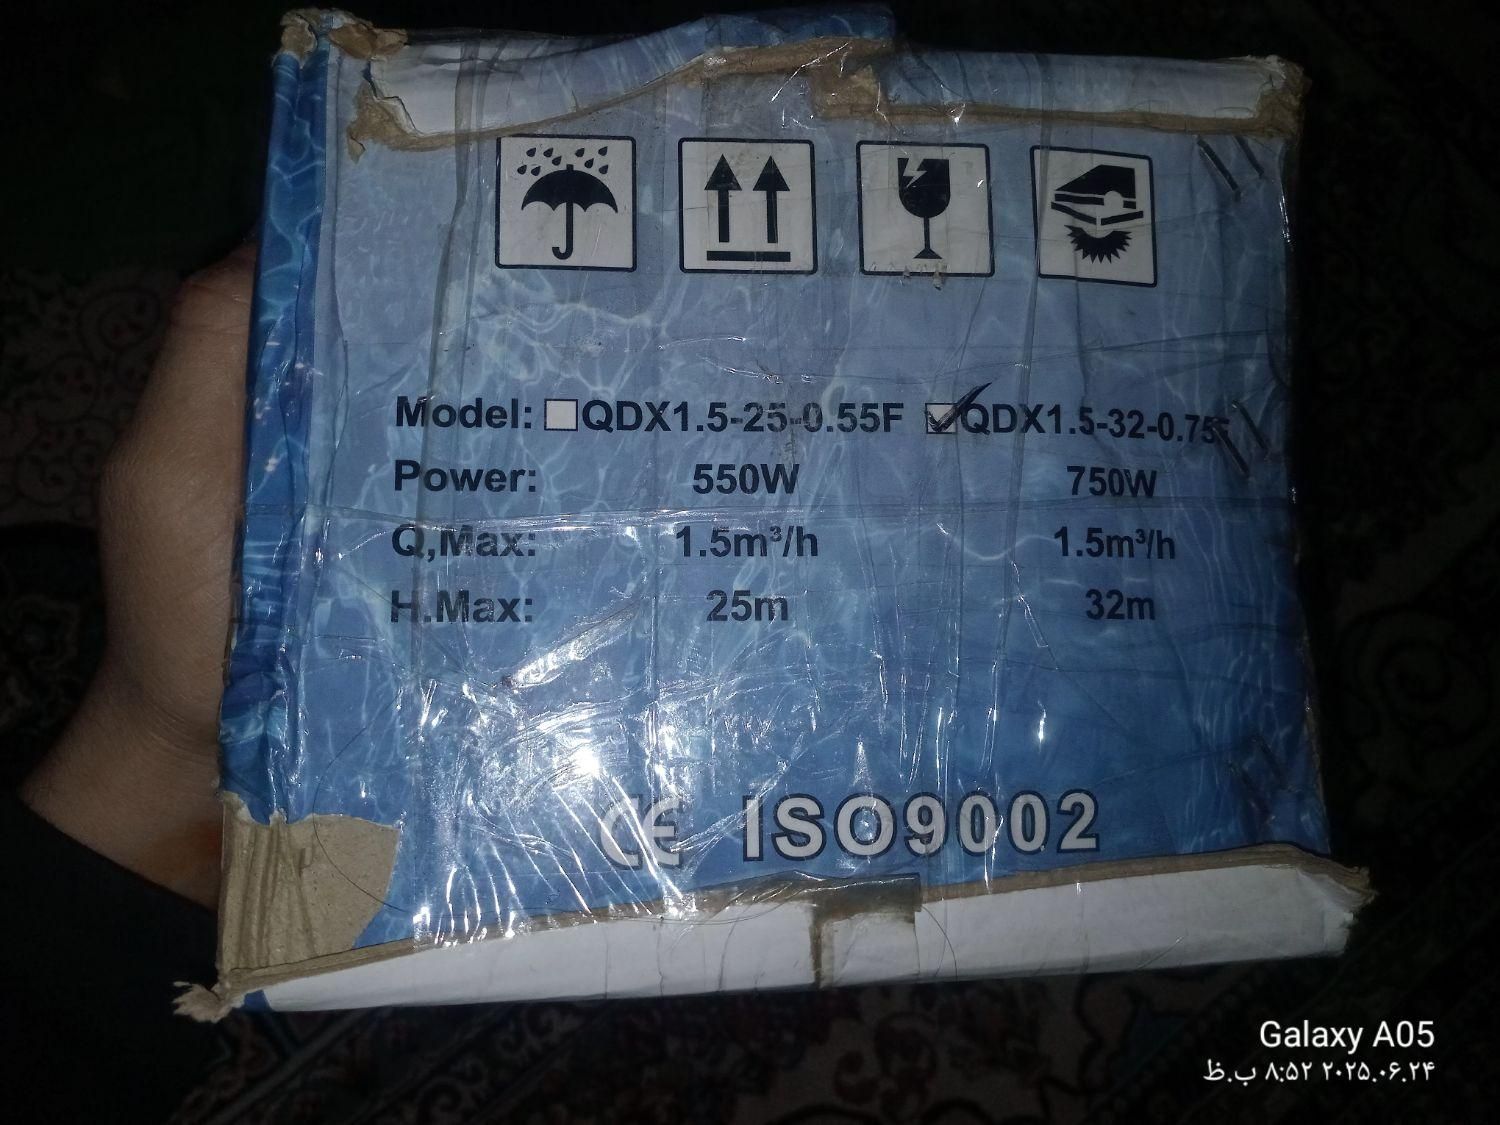 Model: QDX1.5-25-0.55F QDX1.5-32-0.75F
Power: 550W 750W
Q,Max: 1.5m³/h 1.5m³/h
H.Max: 25m 32m
CE ISO9002
Galaxy A05
۲۰۲۵.۰۶.۲۴ ۸:۵۲ ب.ظ